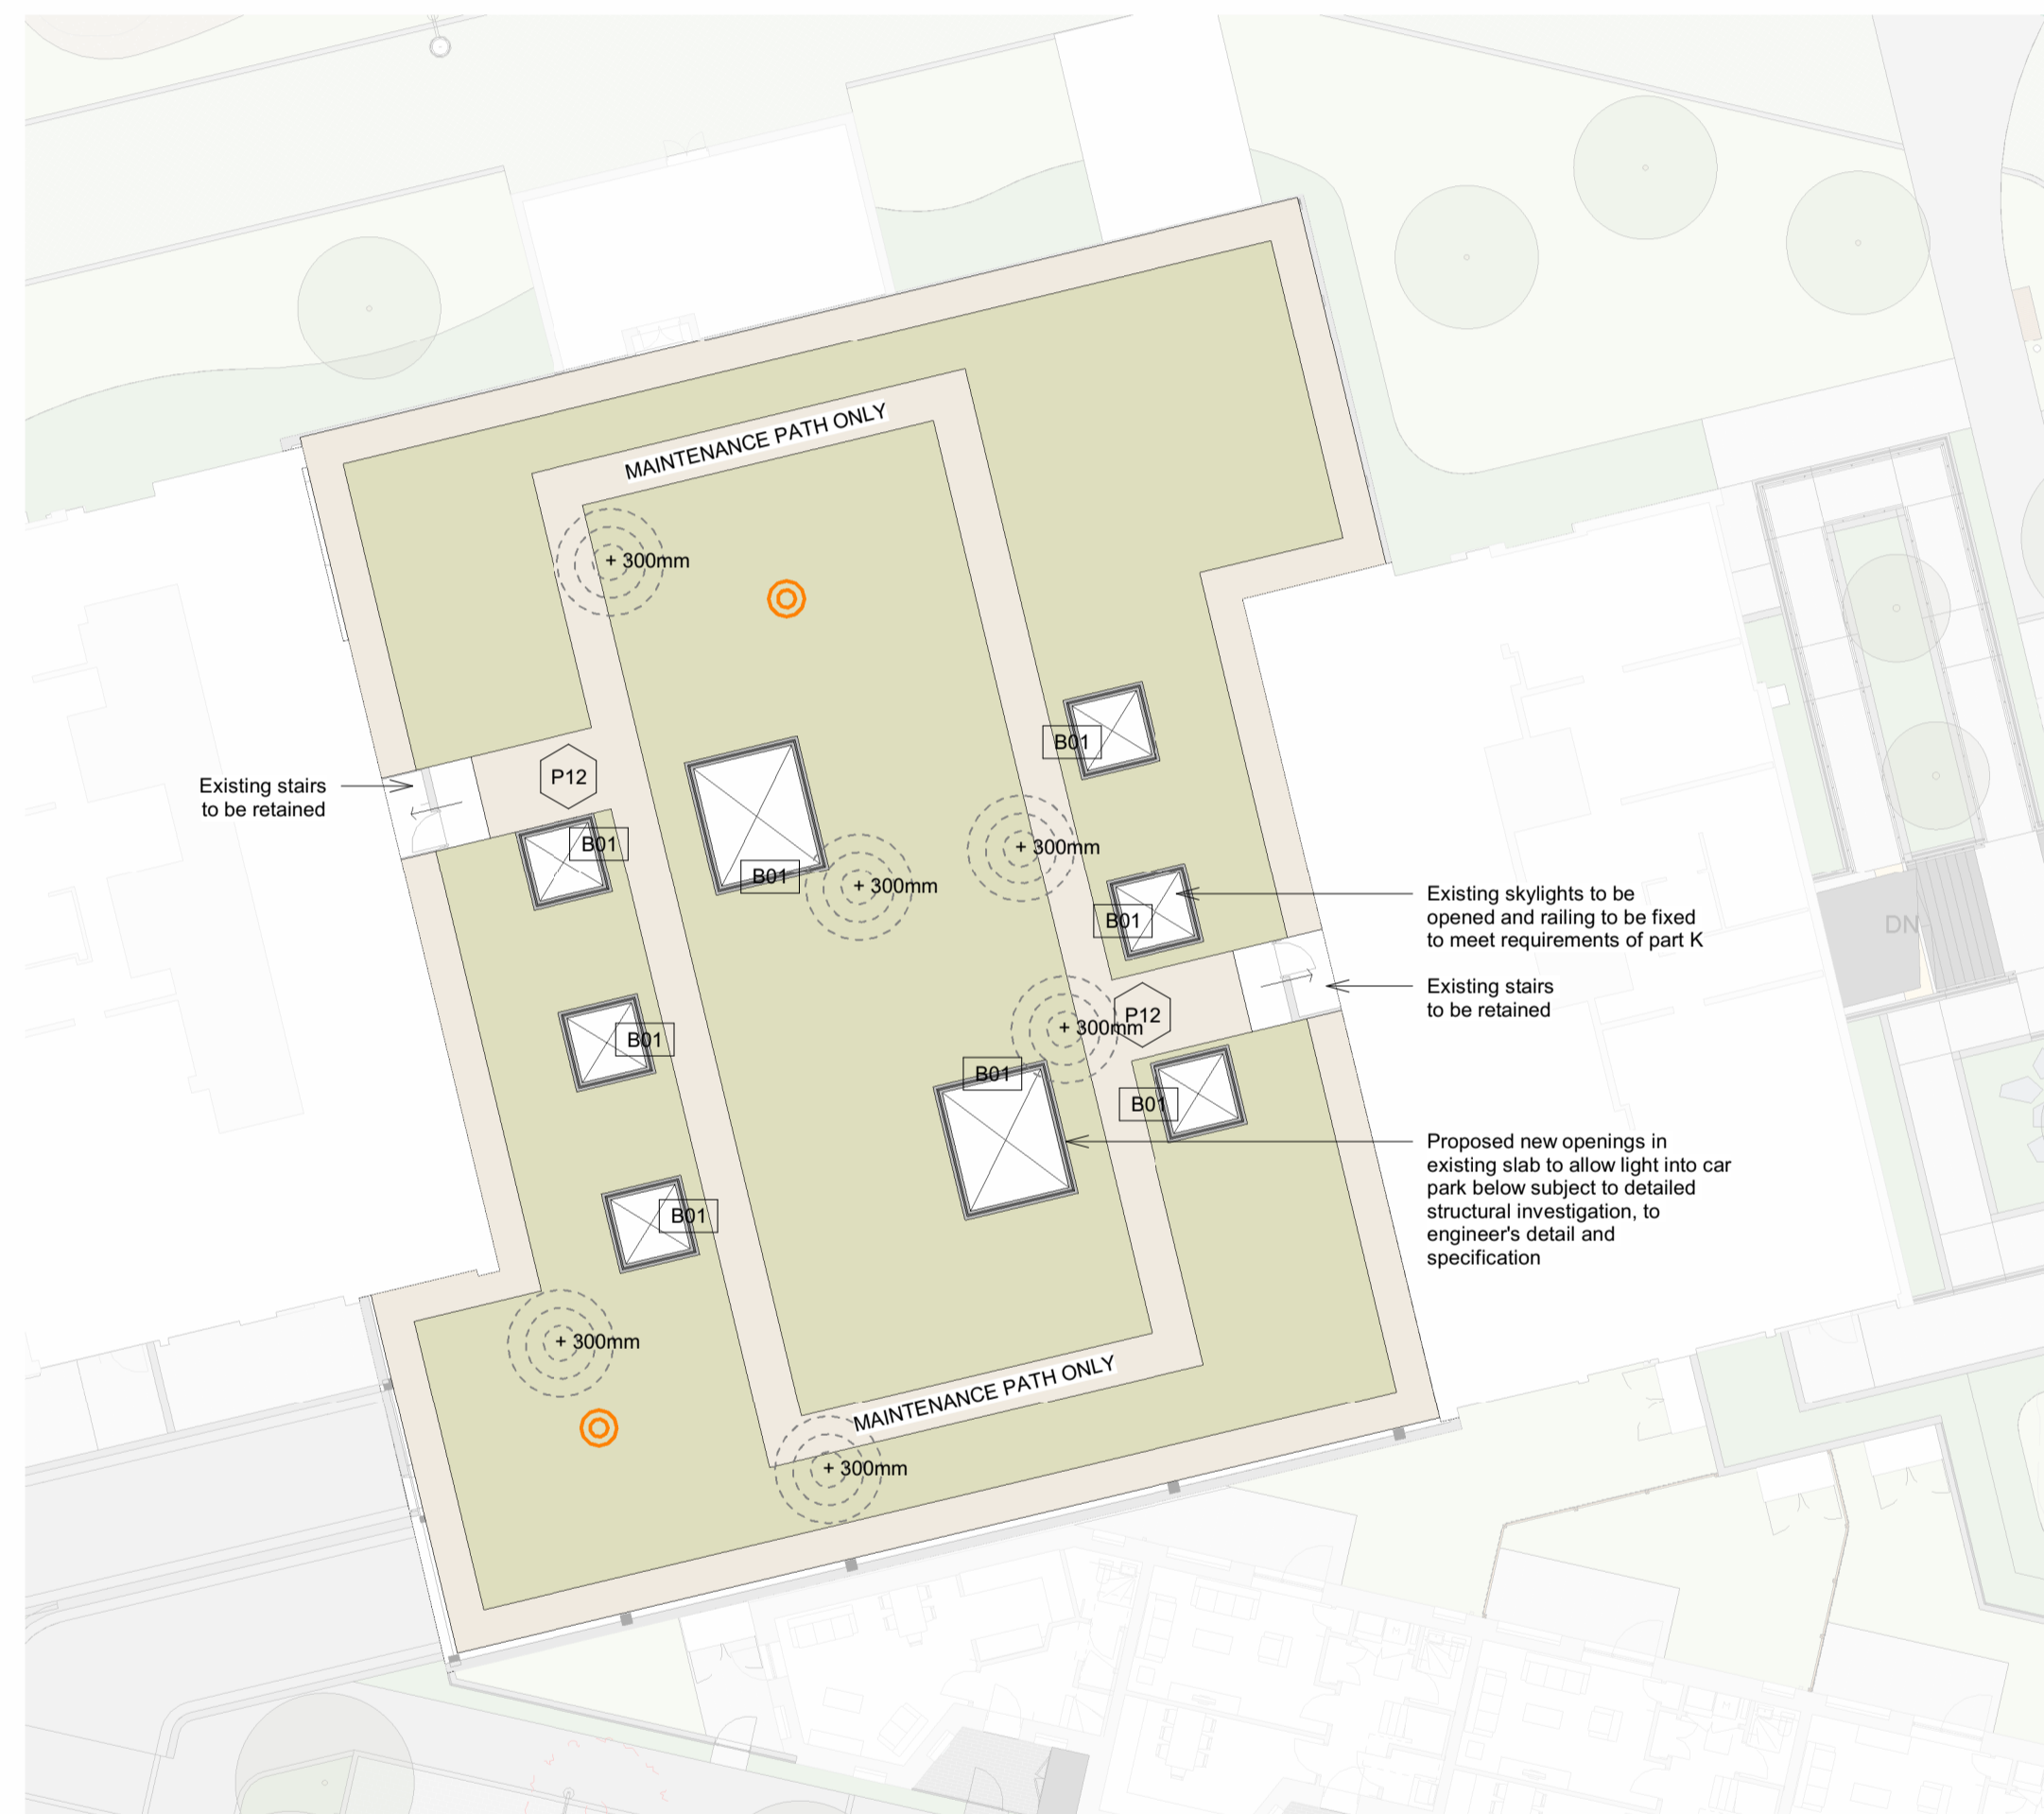 MAINTENANCE PATH ONLY
+ 300mm
B01
P12
Existing stairs
to be retained
B01
B01
+ 300mm
+ 300mm
Existing skylights to be
opened and railing to be fixed
to meet requirements of part K
B01
DN
Existing stairs
to be retained
P12
+ 300mm
B01
B01
B01
Proposed new openings in
existing slab to allow light into car
park below subject to detailed
structural investigation, to
engineer's detail and
specification
B01
+ 300mm
MAINTENANCE PATH ONLY
+ 300mm